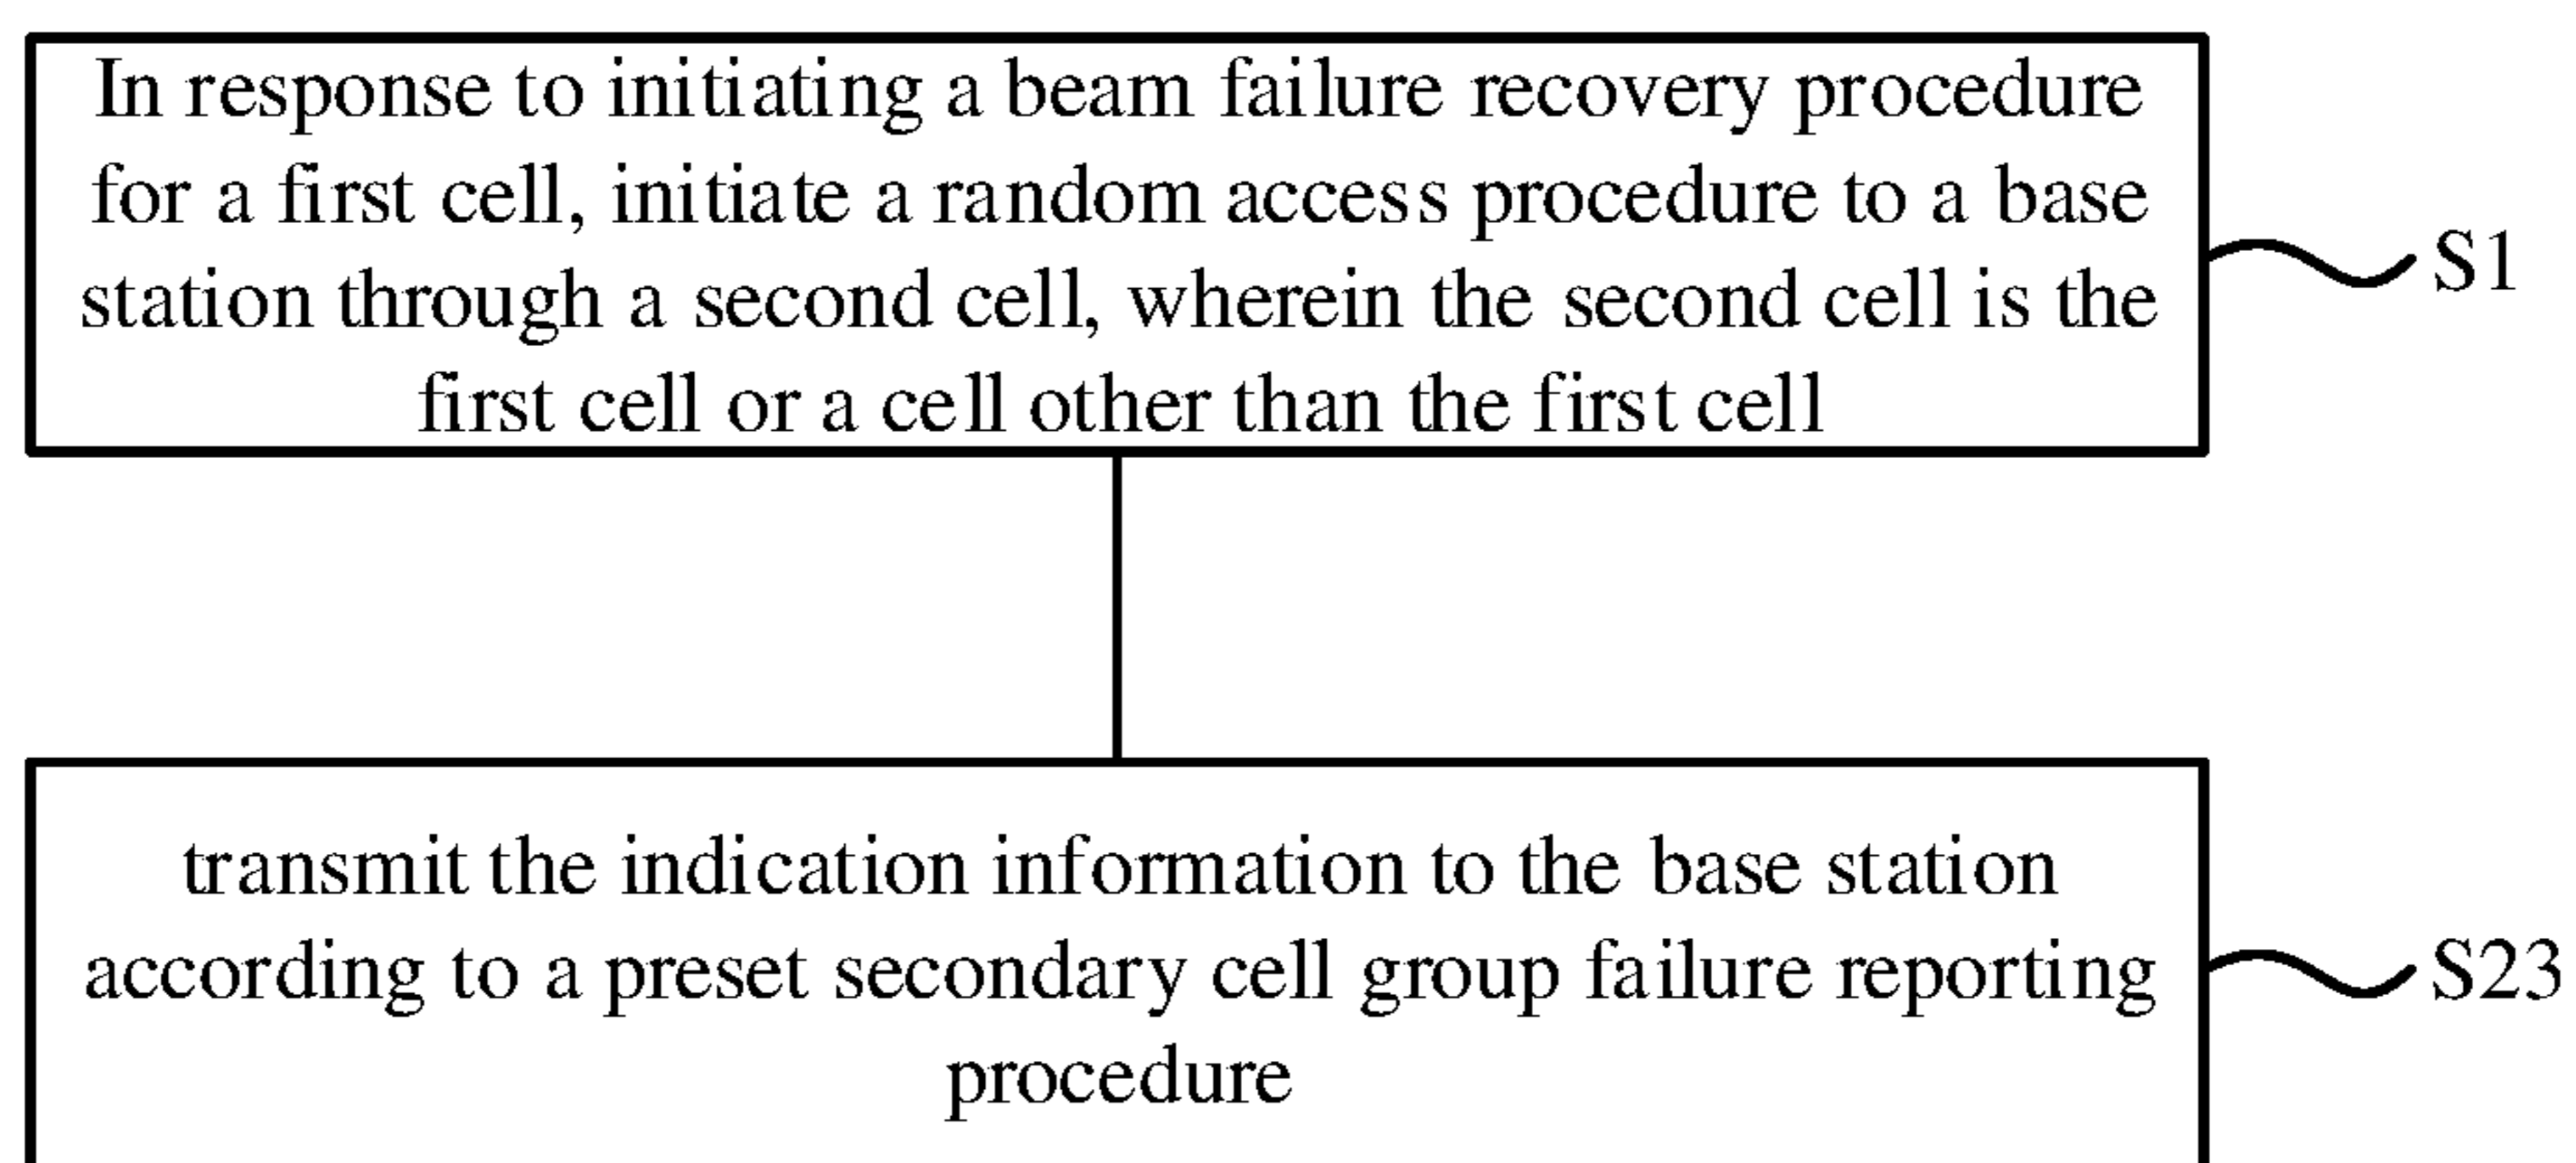 In response to initiating a beam failure recovery procedure
for a first cell, initiate a random access procedure to a base
station through a second cell, wherein the second cell is the
first cell or a cell other than the first cell
S1
transmit the indication information to the base station
according to a preset secondary cell group failure reporting
procedure
S23